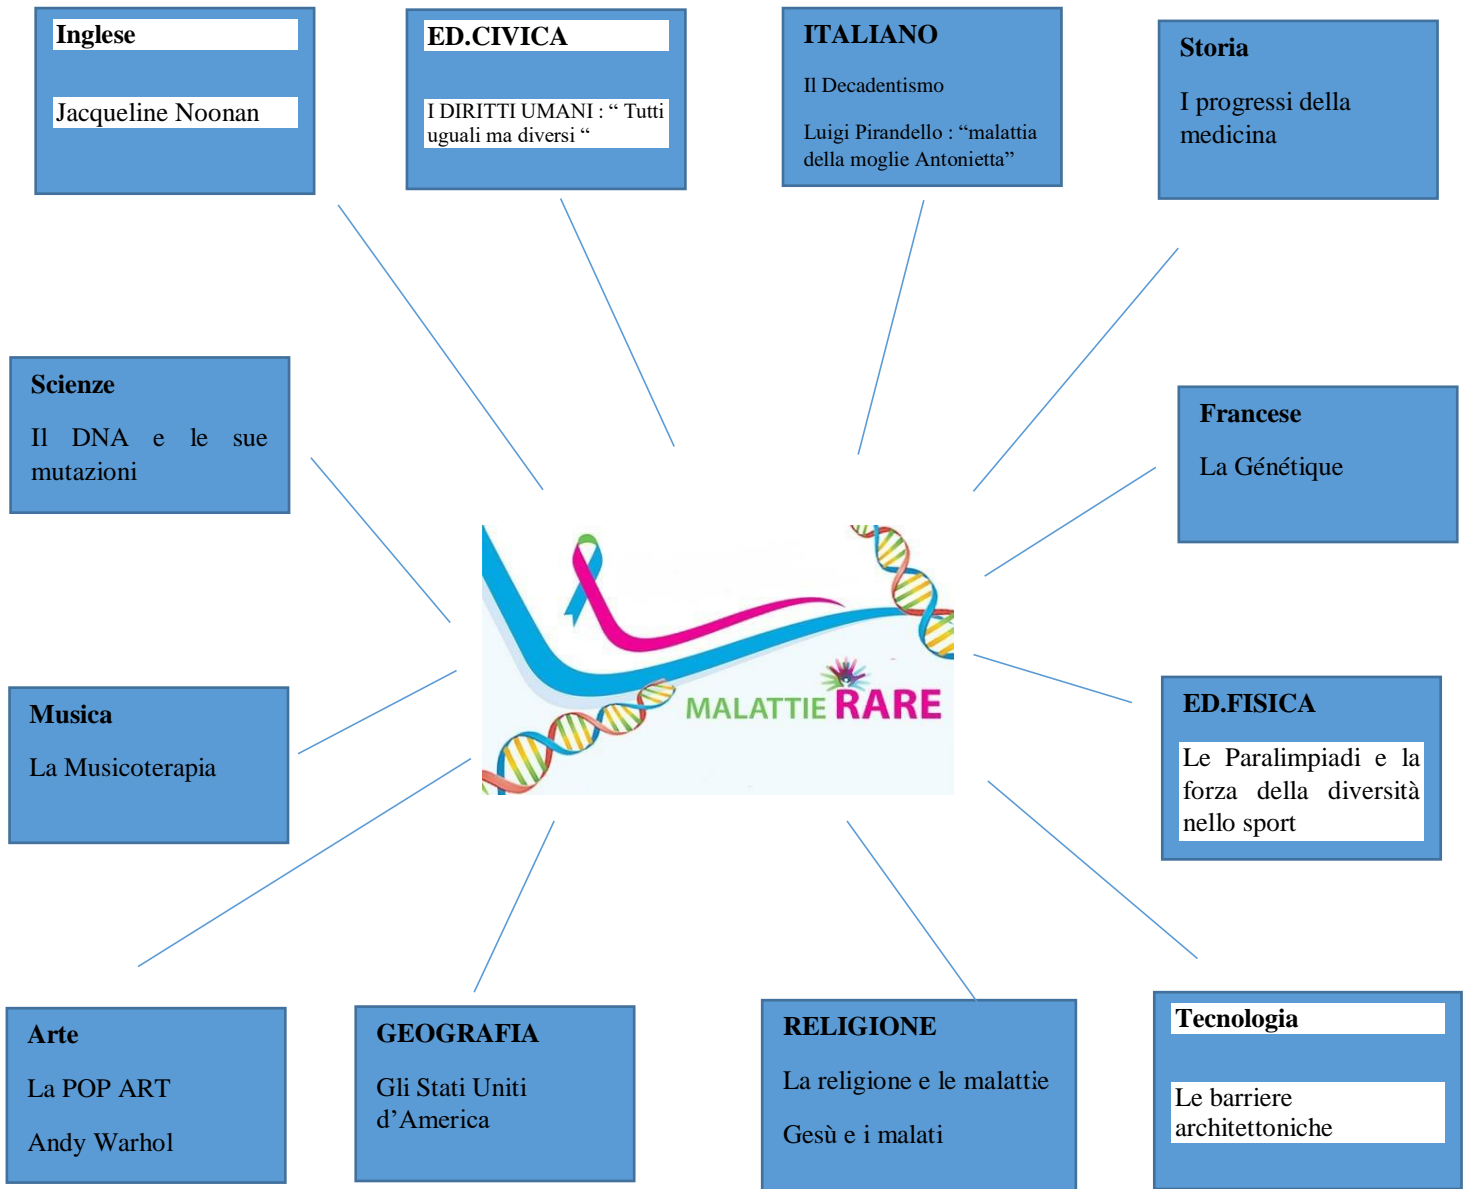 Inglese
Jacqueline Noonan
ED.CIVICA
I DIRITTI UMANI : “ Tutti
uguali ma diversi “
ITALIANO
Il Decadentismo
Luigi Pirandello : “malattia
della moglie Antonietta”
Storia
I progressi della
medicina
Scienze
Il DNA e le sue
mutazioni
Francese
La Génétique
MALATTIE RARE
Musica
La Musicoterapia
ED.FISICA
Le Paralimpiadi e la
forza della diversità
nello sport
Arte
La POP ART
Andy Warhol
GEOGRAFIA
Gli Stati Uniti
d’America
RELIGIONE
La religione e le malattie
Gesù e i malati
Tecnologia
Le barriere
architettoniche